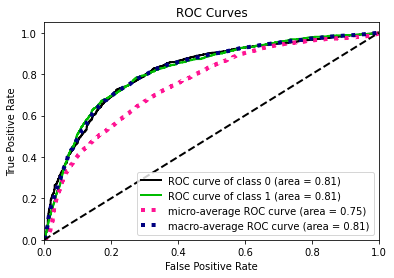 ROC Curves
True Positive Rate
1.0
0.8
0.6
0.4
0.2
0.0
ROC curve of class 0 (area = 0.81)
ROC curve of class 1 (area = 0.81)
micro-average ROC curve (area = 0.75)
macro-average ROC curve (area = 0.81)
0.0 0.2 0.4 0.6 0.8 1.0
False Positive Rate